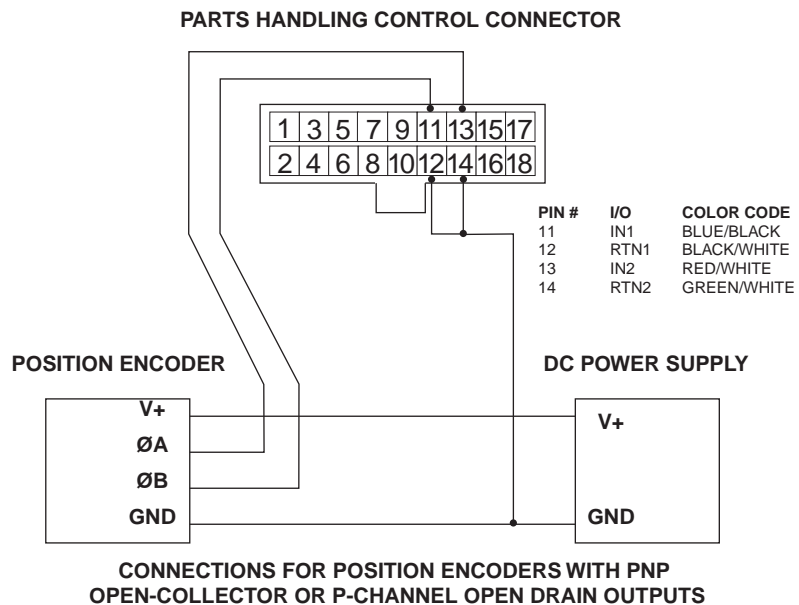 PARTS HANDLING CONTROL CONNECTOR
1 3 5 7 9 11 13 15 17
2 4 6 8 10 12 14 16 18
PIN # I/O COLOR CODE
11 IN1 BLUE/BLACK
12 RTN1 BLACK/WHITE
13 IN2 RED/WHITE
14 RTN2 GREEN/WHITE
POSITION ENCODER
DC POWER SUPPLY
V+
ØA
ØB
GND
V+
GND
CONNECTIONS FOR POSITION ENCODERS WITH PNP
OPEN-COLLECTOR OR P-CHANNEL OPEN DRAIN OUTPUTS